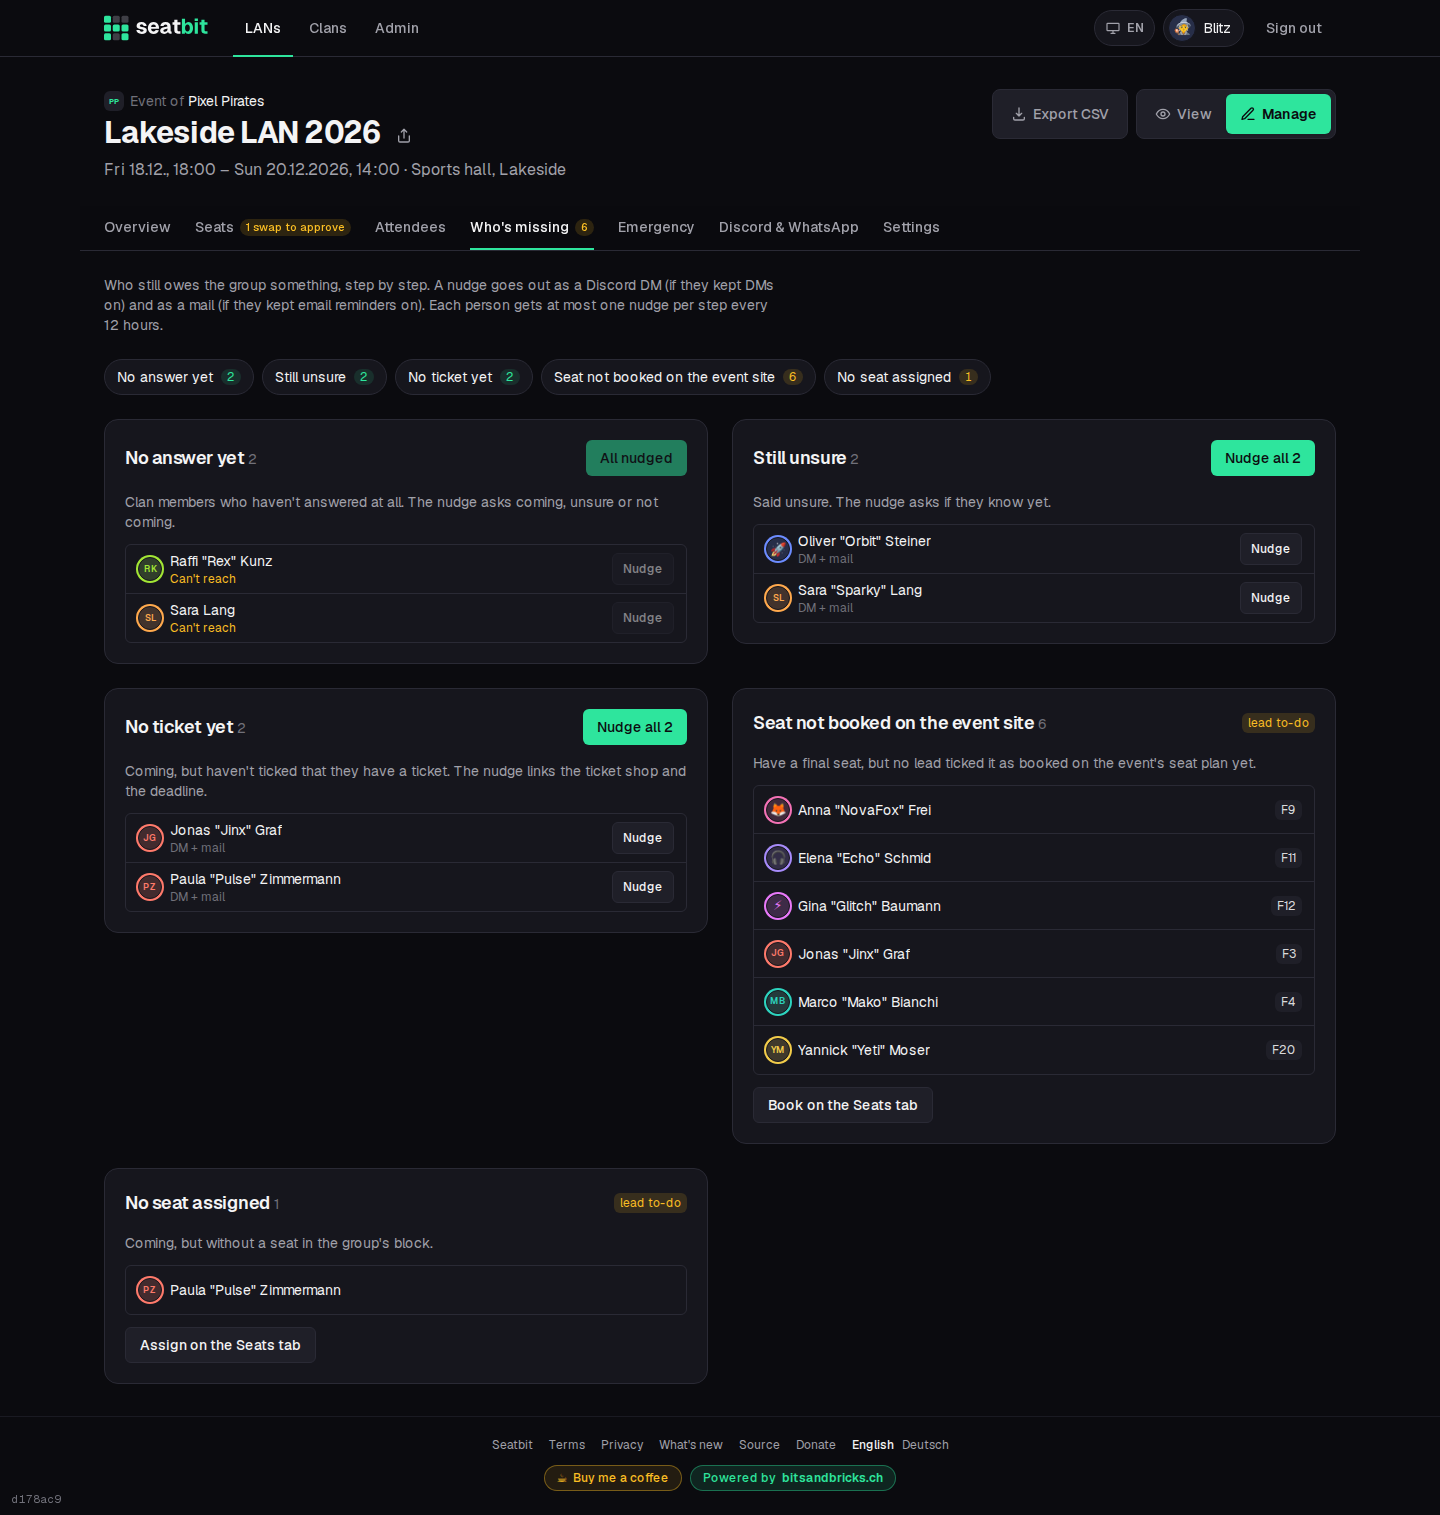 seatbit
LANs
Clans
Admin
EN
Blitz
Sign out
PP Event of Pixel Pirates
Lakeside LAN 2026
Fri 18.12., 18:00 – Sun 20.12.2026, 14:00 · Sports hall, Lakeside
Export CSV
View
Manage
Overview
Seats 1 swap to approve
Attendees
Who's missing 6
Emergency
Discord & WhatsApp
Settings
Who still owes the group something, step by step. A nudge goes out as a Discord DM (if they kept DMs
on) and as a mail (if they kept email reminders on). Each person gets at most one nudge per step every
12 hours.
No answer yet 2
Still unsure 2
No ticket yet 2
Seat not booked on the event site 6
No seat assigned 1
No answer yet 2
All nudged
Clan members who haven't answered at all. The nudge asks coming, unsure or not
coming.
RK Raffi "Rex" Kunz
Can't reach
Nudge
SL Sara Lang
Can't reach
Nudge
Still unsure 2
Nudge all 2
Said unsure. The nudge asks if they know yet.
Oliver "Orbit" Steiner
DM + mail
Nudge
SL Sara "Sparky" Lang
DM + mail
Nudge
No ticket yet 2
Nudge all 2
Coming, but haven't ticked that they have a ticket. The nudge links the ticket shop and
the deadline.
JG Jonas "Jinx" Graf
DM + mail
Nudge
PZ Paula "Pulse" Zimmermann
DM + mail
Nudge
Seat not booked on the event site 6
lead to-do
Have a final seat, but no lead ticked it as booked on the event's seat plan yet.
Anna "NovaFox" Frei F9
Elena "Echo" Schmid F11
Gina "Glitch" Baumann F12
JG Jonas "Jinx" Graf F3
MB Marco "Mako" Bianchi F4
YM Yannick "Yeti" Moser F20
Book on the Seats tab
No seat assigned 1
lead to-do
Coming, but without a seat in the group's block.
PZ Paula "Pulse" Zimmermann
Assign on the Seats tab
Seatbit
Terms
Privacy
What's new
Source
Donate
English
Deutsch
Buy me a coffee
Powered by bitsandbricks.ch
d178ac9